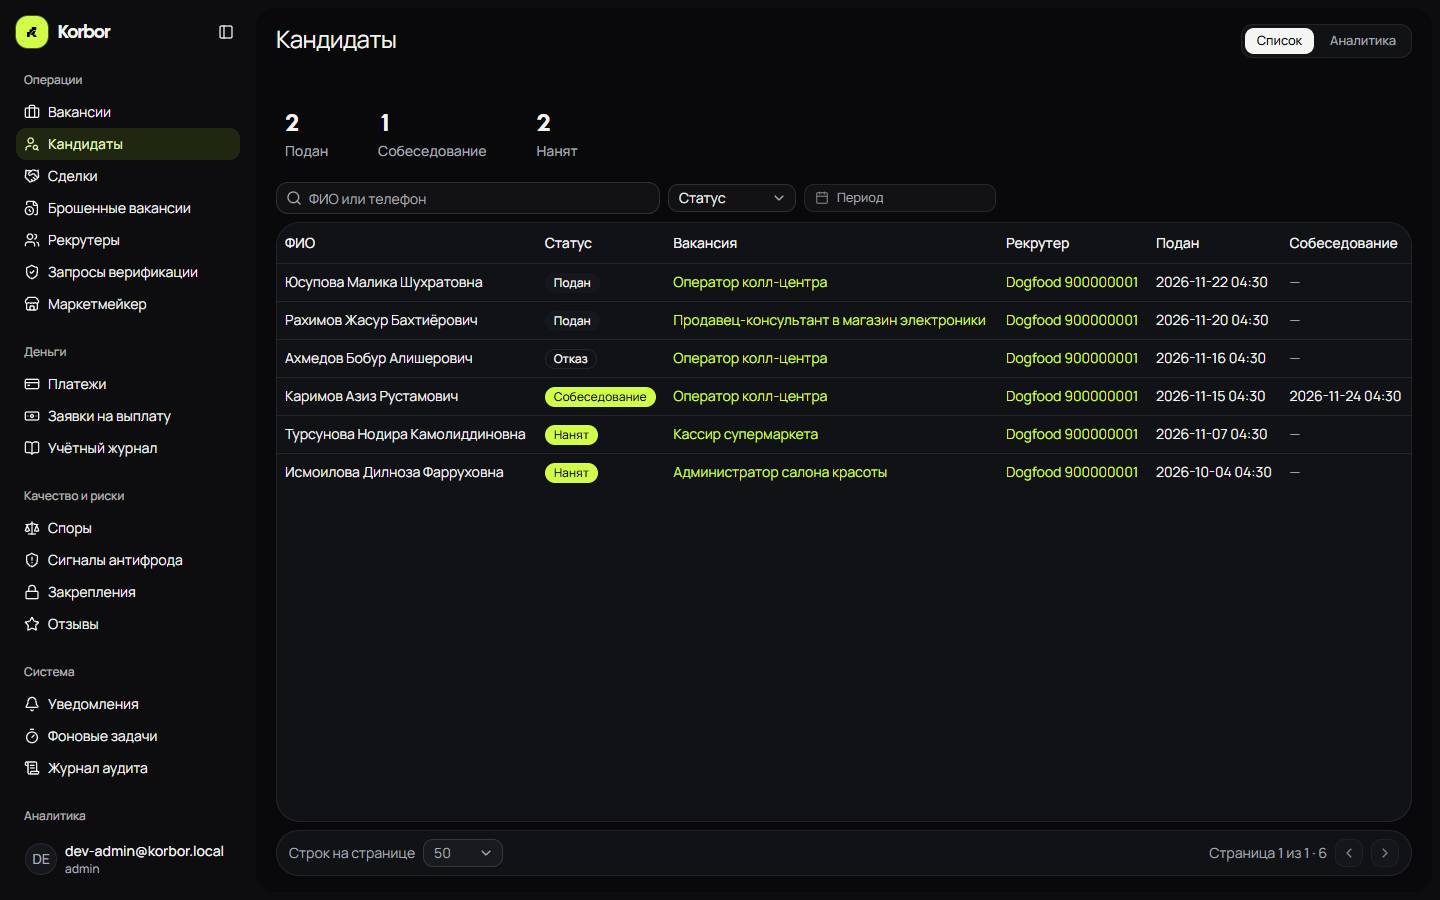 Korbor
Операции
Вакансии
Кандидаты
Сделки
Брошенные вакансии
Рекрутеры
Запросы верификации
Маркетмейкер
Деньги
Платежи
Заявки на выплату
Учётный журнал
Качество и риски
Споры
Сигналы антифрода
Закрепления
Отзывы
Система
Уведомления
Фоновые задачи
Журнал аудита
Аналитика
DE dev-admin@korbor.local
admin
Кандидаты
Список Аналитика
2 1 2
Подан Собеседование Нанят
ФИО или телефон Статус Период
ФИО Статус Вакансия Рекрутер Подан Собеседование
Юсупова Малика Шухратовна Подан Оператор колл-центра Dogfood 900000001 2026-11-22 04:30 —
Рахимов Жасур Бахтиёрович Подан Продавец-консультант в магазин электроники Dogfood 900000001 2026-11-20 04:30 —
Ахмедов Бобур Алишерович Отказ Оператор колл-центра Dogfood 900000001 2026-11-16 04:30 —
Каримов Азиз Рустамович Собеседование Оператор колл-центра Dogfood 900000001 2026-11-15 04:30 2026-11-24 04:30
Турсунова Нодира Камолиддиновна Нанят Кассир супермаркета Dogfood 900000001 2026-11-07 04:30 —
Исмоилова Дилноза Фарруховна Нанят Администратор салона красоты Dogfood 900000001 2026-10-04 04:30 —
Строк на странице 50 Страница 1 из 1 · 6